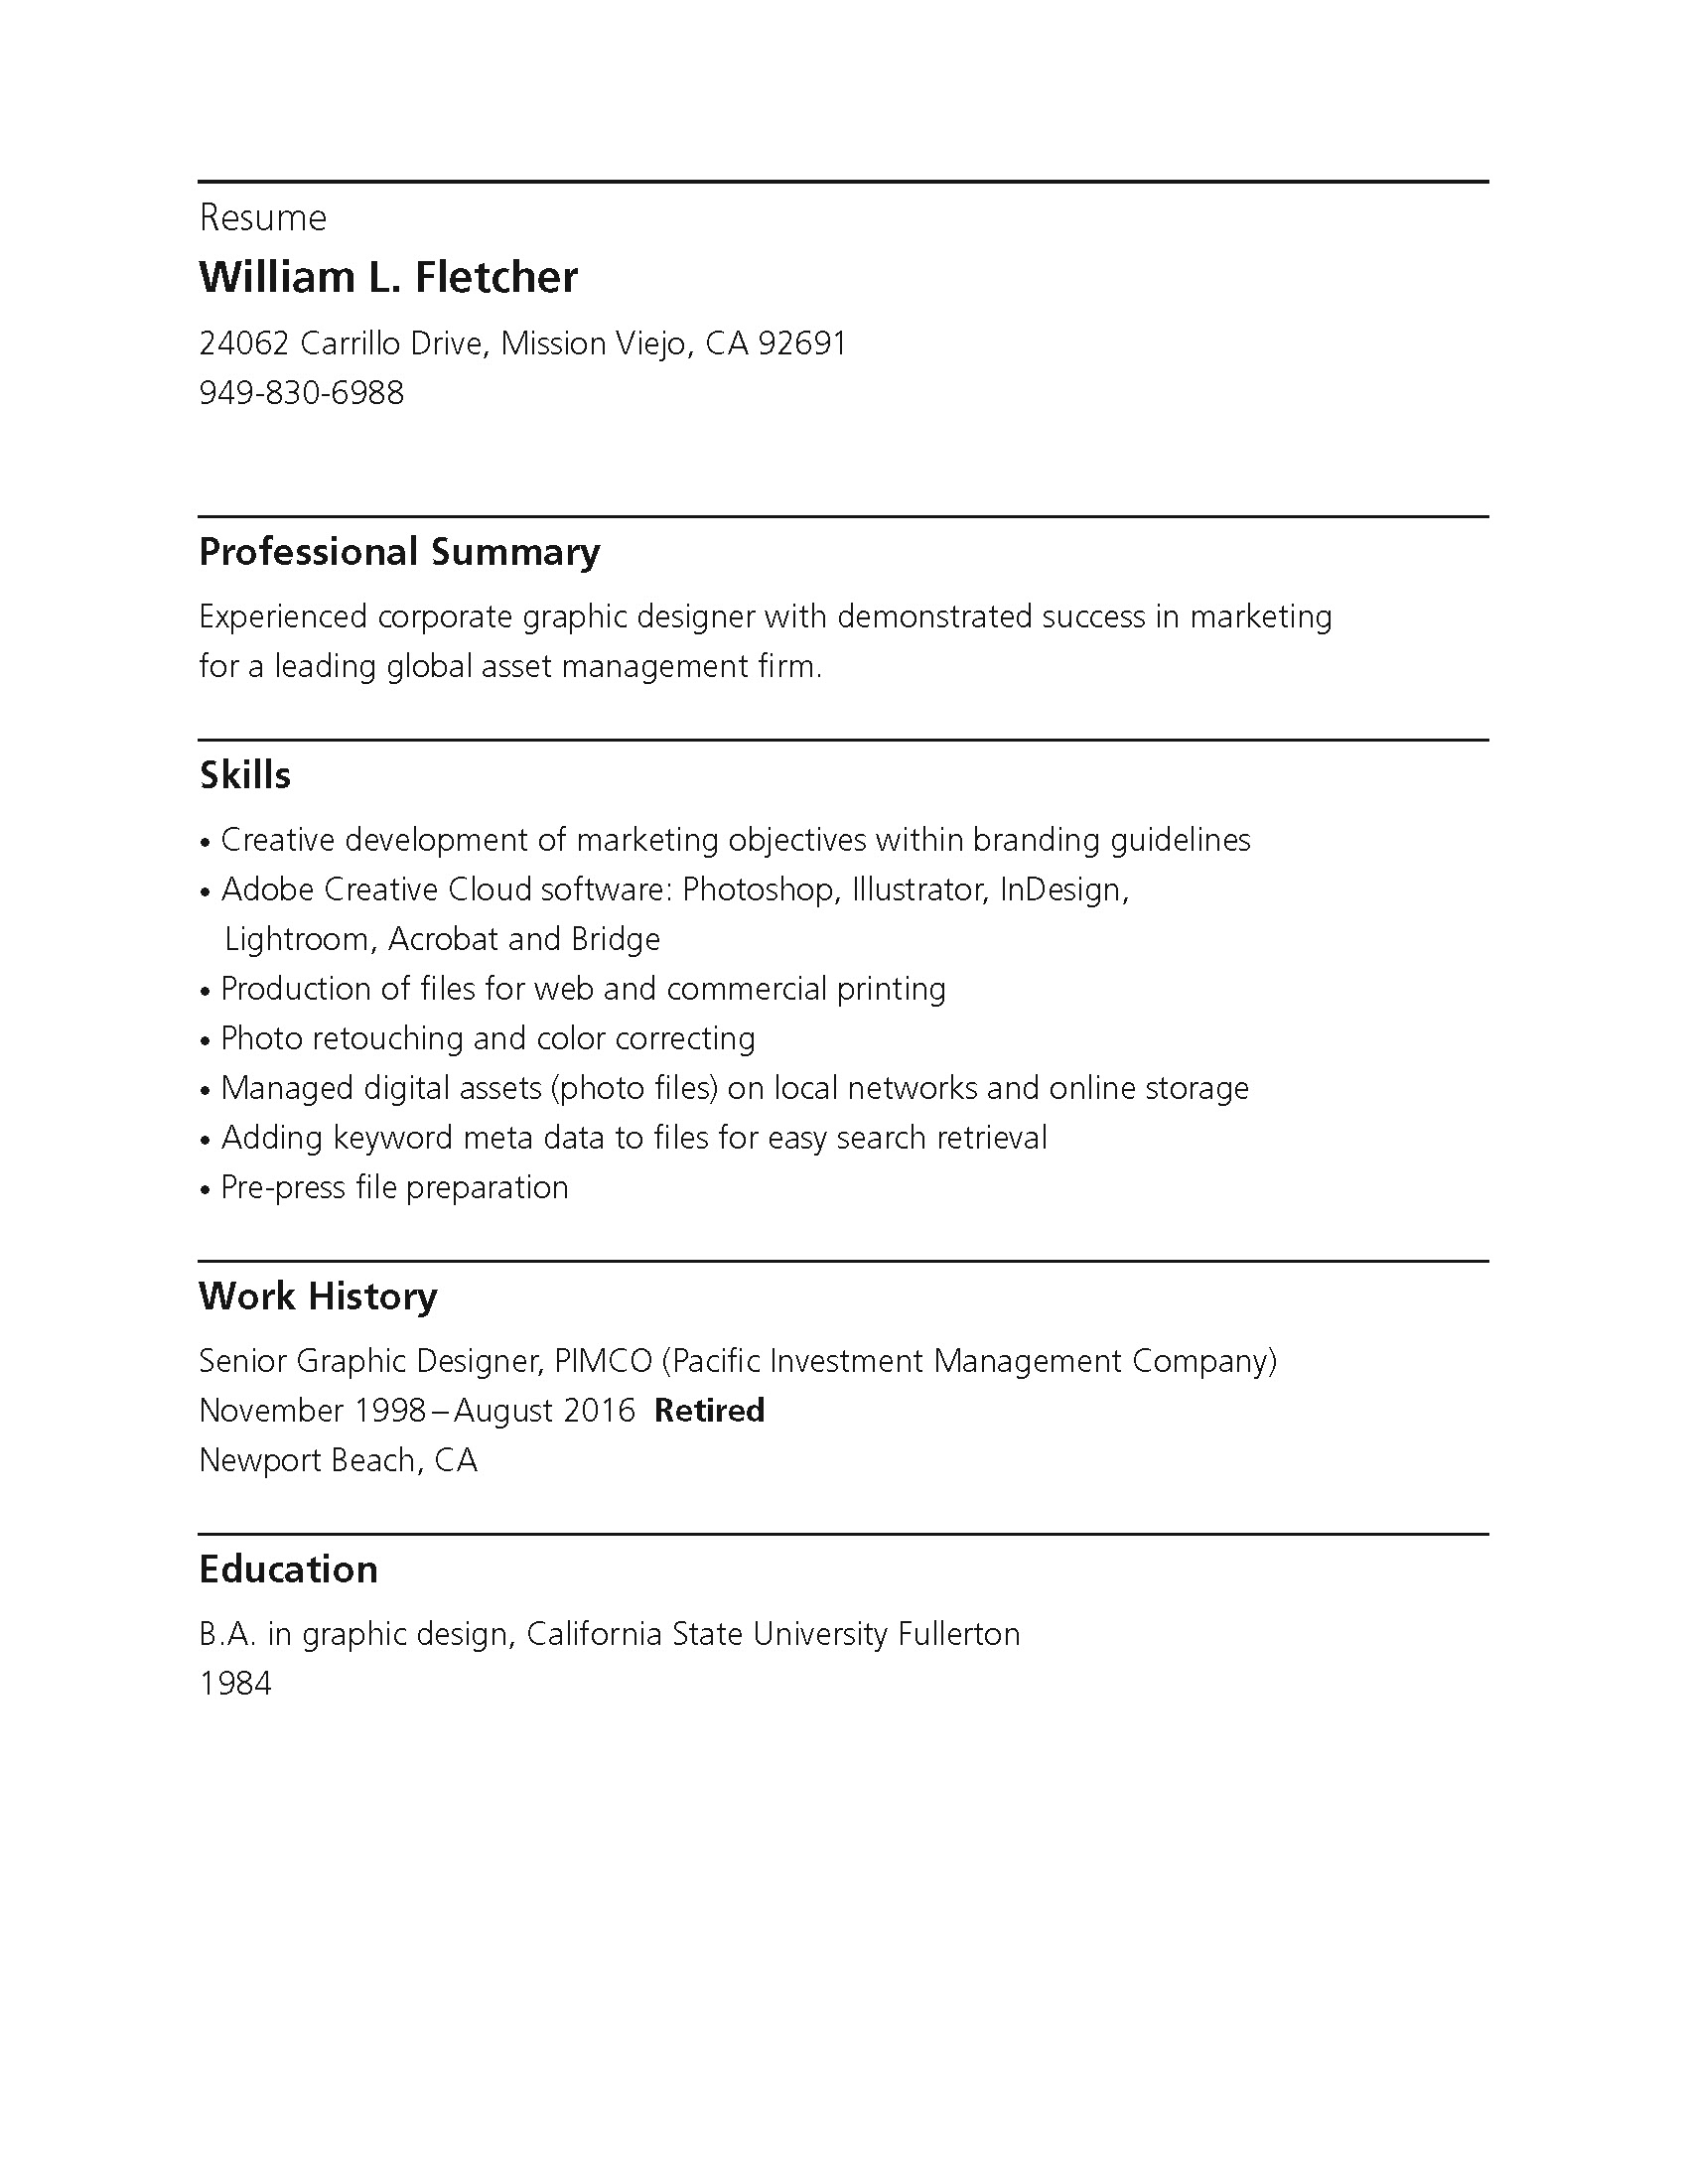 Resume
William L. Fletcher
24062 Carrillo Drive, Mission Viejo, CA 92691
949-830-6988
Professional Summary
Experienced corporate graphic designer with demonstrated success in marketing
for a leading global asset management firm.
Skills
• Creative development of marketing objectives within branding guidelines
• Adobe Creative Cloud software: Photoshop, Illustrator, InDesign,
Lightroom, Acrobat and Bridge
• Production of files for web and commercial printing
• Photo retouching and color correcting
• Managed digital assets (photo files) on local networks and online storage
• Adding keyword meta data to files for easy search retrieval
• Pre-press file preparation
Work History
Senior Graphic Designer, PIMCO (Pacific Investment Management Company)
November 1998 – August 2016 Retired
Newport Beach, CA
Education
B.A. in graphic design, California State University Fullerton
1984